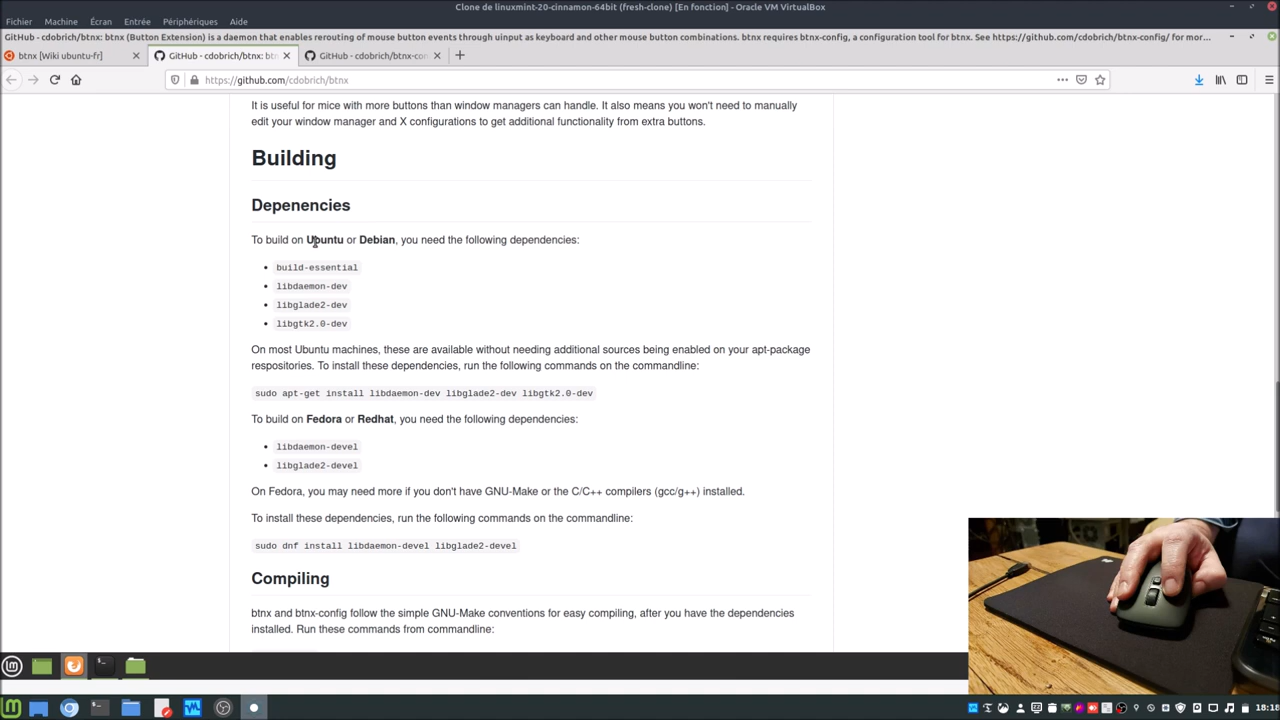 Clone de linuxmint-20-cinnamon-64bit (fresh-clone) [En fonction] - Oracle VM VirtualBox
Fichier Machine Écran Entrée Périphériques Aide
GitHub - cdobrich/btnx: btnx (Button Extension) is a daemon that enables rerouting of mouse button events through uinput as keyboard and other mouse button combinations. btnx requires btnx-config, a configuration tool for btnx. See https://github.com/cdobrich/btnx-config/ for mor...
btnx [Wiki ubuntu-fr]
GitHub - cdobrich/btnx: bt
GitHub - cdobrich/btnx-con
https://github.com/cdobrich/btnx
It is useful for mice with more buttons than window managers can handle. It also means you won't need to manually
edit your window manager and X configurations to get additional functionality from extra buttons.
Building
Depenencies
To build on Ubuntu or Debian, you need the following dependencies:
• build-essential
• libdaemon-dev
• libglade2-dev
• libgtk2.0-dev
On most Ubuntu machines, these are available without needing additional sources being enabled on your apt-package
respositories. To install these dependencies, run the following commands on the commandline:
sudo apt-get install libdaemon-dev libglade2-dev libgtk2.0-dev
To build on Fedora or Redhat, you need the following dependencies:
• libdaemon-devel
• libglade2-devel
On Fedora, you may need more if you don't have GNU-Make or the C/C++ compilers (gcc/g++) installed.
To install these dependencies, run the following commands on the commandline:
sudo dnf install libdaemon-devel libglade2-devel
Compiling
btnx and btnx-config follow the simple GNU-Make conventions for easy compiling, after you have the dependencies
installed. Run these commands from commandline:
18:18